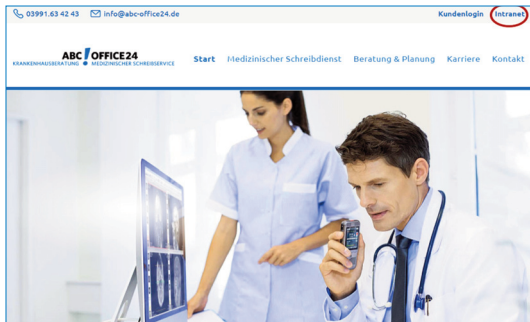 03991.63 42 43 info@abc-office24.de Kundenlogin Intranet
ABC OFFICE24
KRANKENHAUSBERATUNG MEDIZINISCHER SCHREIBSERVICE
Start Medizinischer Schreibdienst Beratung & Planung Karriere Kontakt